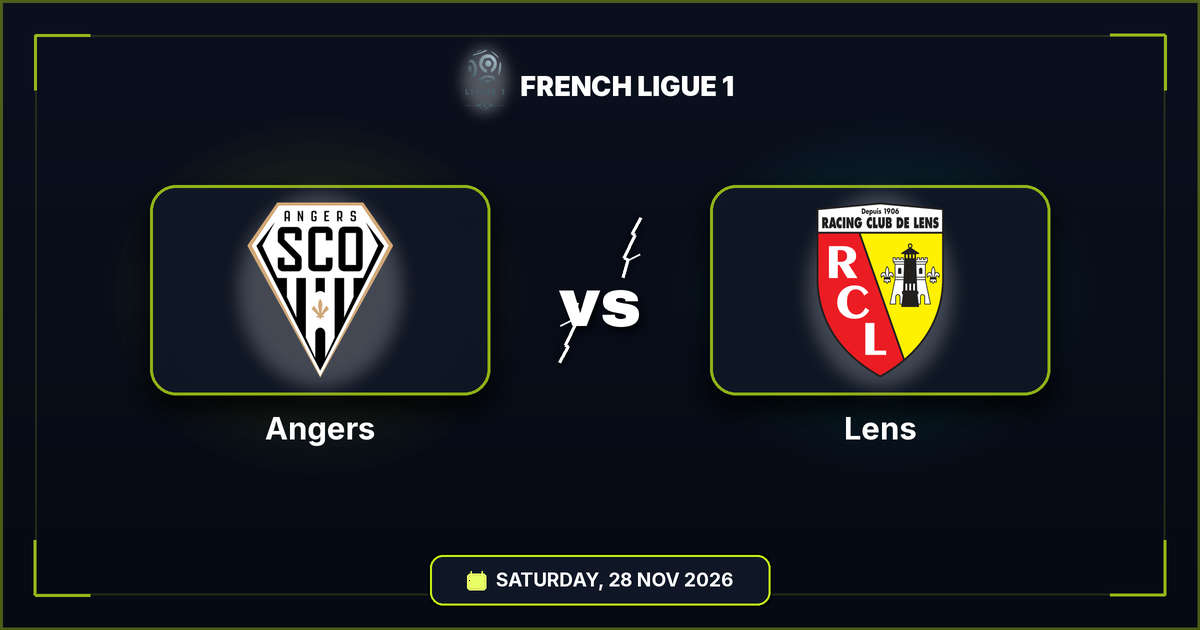 FRENCH LIGUE 1
ANGERS
SCO
Depuis 1906
RACING CLUB DE LENS
R
C
L
VS
Angers
Lens
SATURDAY, 28 NOV 2026